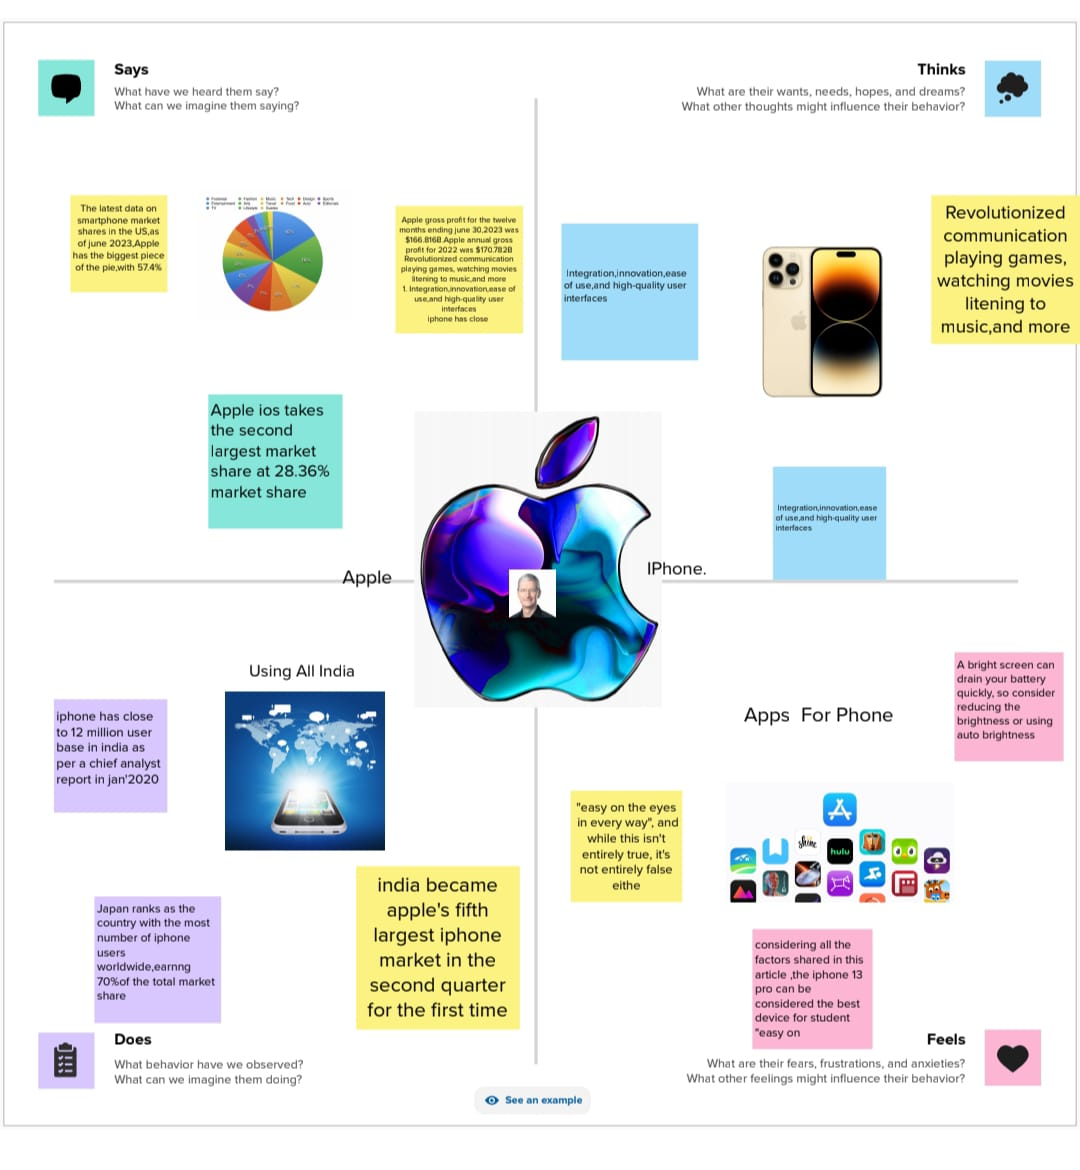 Says
What have we heard them say?
What can we imagine them saying?
Thinks
What are their wants, needs, hopes, and dreams?
What other thoughts might influence their behavior?
The latest data on
smartphone market
shares in the US,as
of june 2023,Apple
has the biggest piece
of the pie,with 57.4%
Apple gross profit for the twelve
months ending june 30,2023 was
$166.816B.Apple annual gross
profit for 2022 was $170.782B
Revolutionized communication
playing games, watching movies
litening to music,and more
1. Integration,innovation,ease of
use,and high-quality user
interfaces
iphone has close
Integration,innovation,ease
of use,and high-quality user
interfaces
Revolutionized
communication
playing games,
watching movies
litening to
music,and more
Apple ios takes
the second
largest market
share at 28.36%
market share
Integration,innovation,ease
of use,and high-quality user
interfaces
Apple
IPhone.
Using All India
iphone has close
to 12 million user
base in india as
per a chief analyst
report in jan'2020
Japan ranks as the
country with the most
number of iphone
users
worldwide,earnng
70%of the total market
share
india became
apple's fifth
largest iphone
market in the
second quarter
for the first time
A bright screen can
drain your battery
quickly, so consider
reducing the
brightness or using
auto brightness
Apps For Phone
"easy on the eyes
in every way", and
while this isn't
entirely true, it's
not entirely false
eithe
shine
hulu
considering all the
factors shared in this
article ,the iphone 13
pro can be
considered the best
device for student
"easy on
Does
What behavior have we observed?
What can we imagine them doing?
Feels
What are their fears, frustrations, and anxieties?
What other feelings might influence their behavior?
See an example